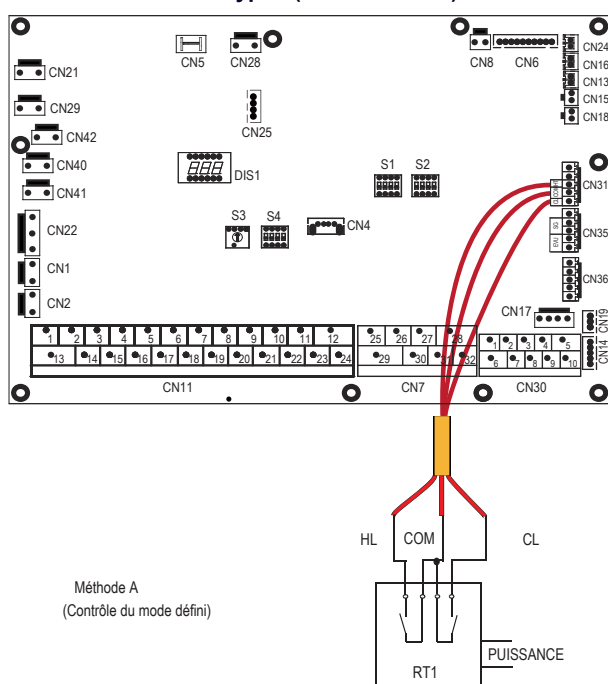 CN5
CN28
CN8
CN6
CN24
CN16
CN13
CN15
CN18
CN21
CN29
CN42
CN40
CN41
CN22
CN1
CN2
CN25
DIS1
S1
S2
S3
S4
CN4
CN31
CN35
SG
EVU
CN36
CN17
CN19
CN14
1 2 3 4 5 6 7 8 9 10 11 12
13 14 15 16 17 18 19 20 21 22 23 24
CN11
25 26 27 28
29 30 31 32
CN7
1 2 3 4 5
6 7 8 9 10
CN30
HL
COM
CL
Méthode A
(Contrôle du mode défini)
PUISSANCE
RT1